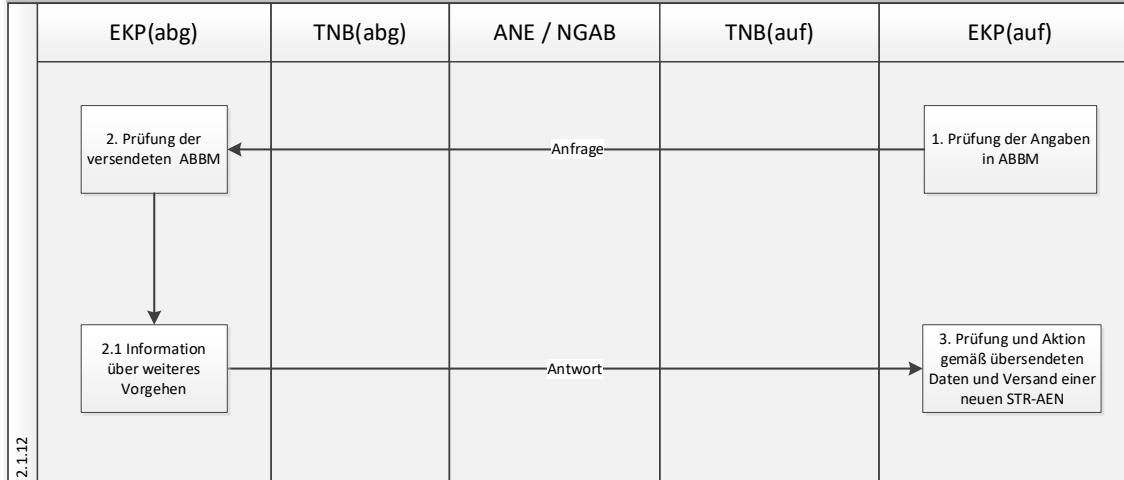 EKP(abg)
TNB(abg)
ANE / NGAB
TNB(auf)
EKP(auf)
2. Prüfung der
versendeten ABBM
Anfrage
1. Prüfung der Angaben
in ABBM
2.1 Information
über weiteres
Vorgehen
Antwort
3. Prüfung und Aktion
gemäß übersendeten
Daten und Versand einer
neuen STR-AEN
2.1.12